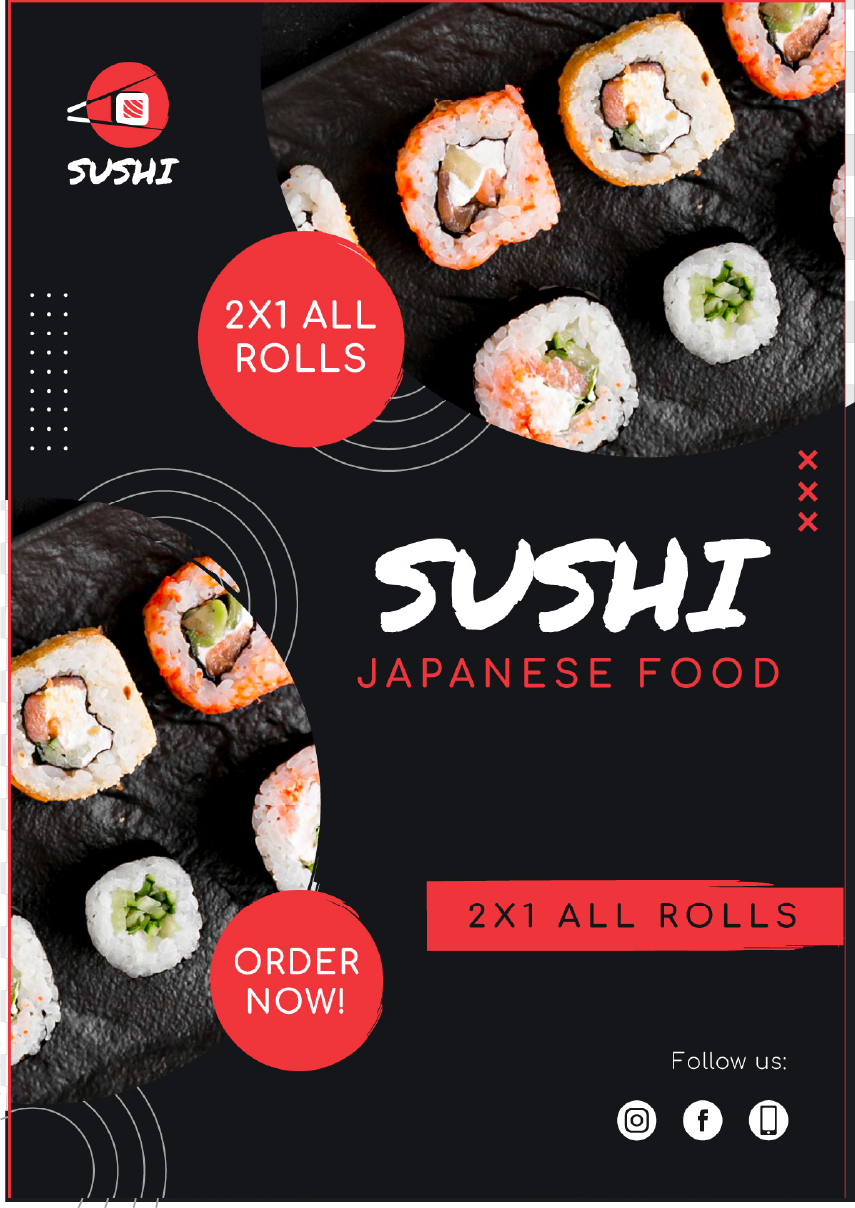 SUSHI
2X1 ALL
ROLLS
SUSHI
JAPANESE FOOD
2X1 ALL ROLLS
ORDER
NOW!
Follow us: